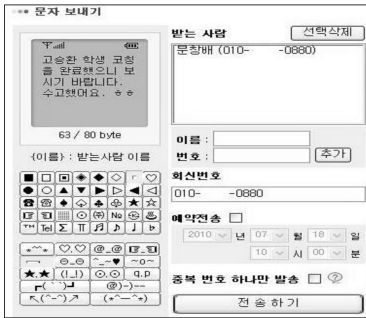 문자 보내기
고승환 학생 코칭
을 완료했으니 보
시기 바랍니다.
수고했어요. ㅎㅎ
63 / 80 byte
{이름} : 받는사람 이름
■ □ ▣ ◈ ◆ ◇ ♡
● ○ ▲ ▼ ▶ ▷ ◀ ◁
☎ ♠ ♣ ★ ☆
☞ ⊙ № 
™ ℡ Σ Π ♬ ♪ ♩ ♭
*^^* ♡.♡ @_@ ☞_☜
ㅡ ⊙_⊙ ^_~♥ ~o~
★.★ (!_!) ⊙.⊙ q.p
┏( ` ')┛ @)-)--
↖(^-^)↗ (*^ー^*)
받는 사람
선택삭제
문창배 (010- -0880)
이름 :
번호 :
추가
회신번호
010- -0880
예약전송
2010 년 07 월 18 일
10 시 00 분
중복 번호 하나만 발송
전 송 하 기